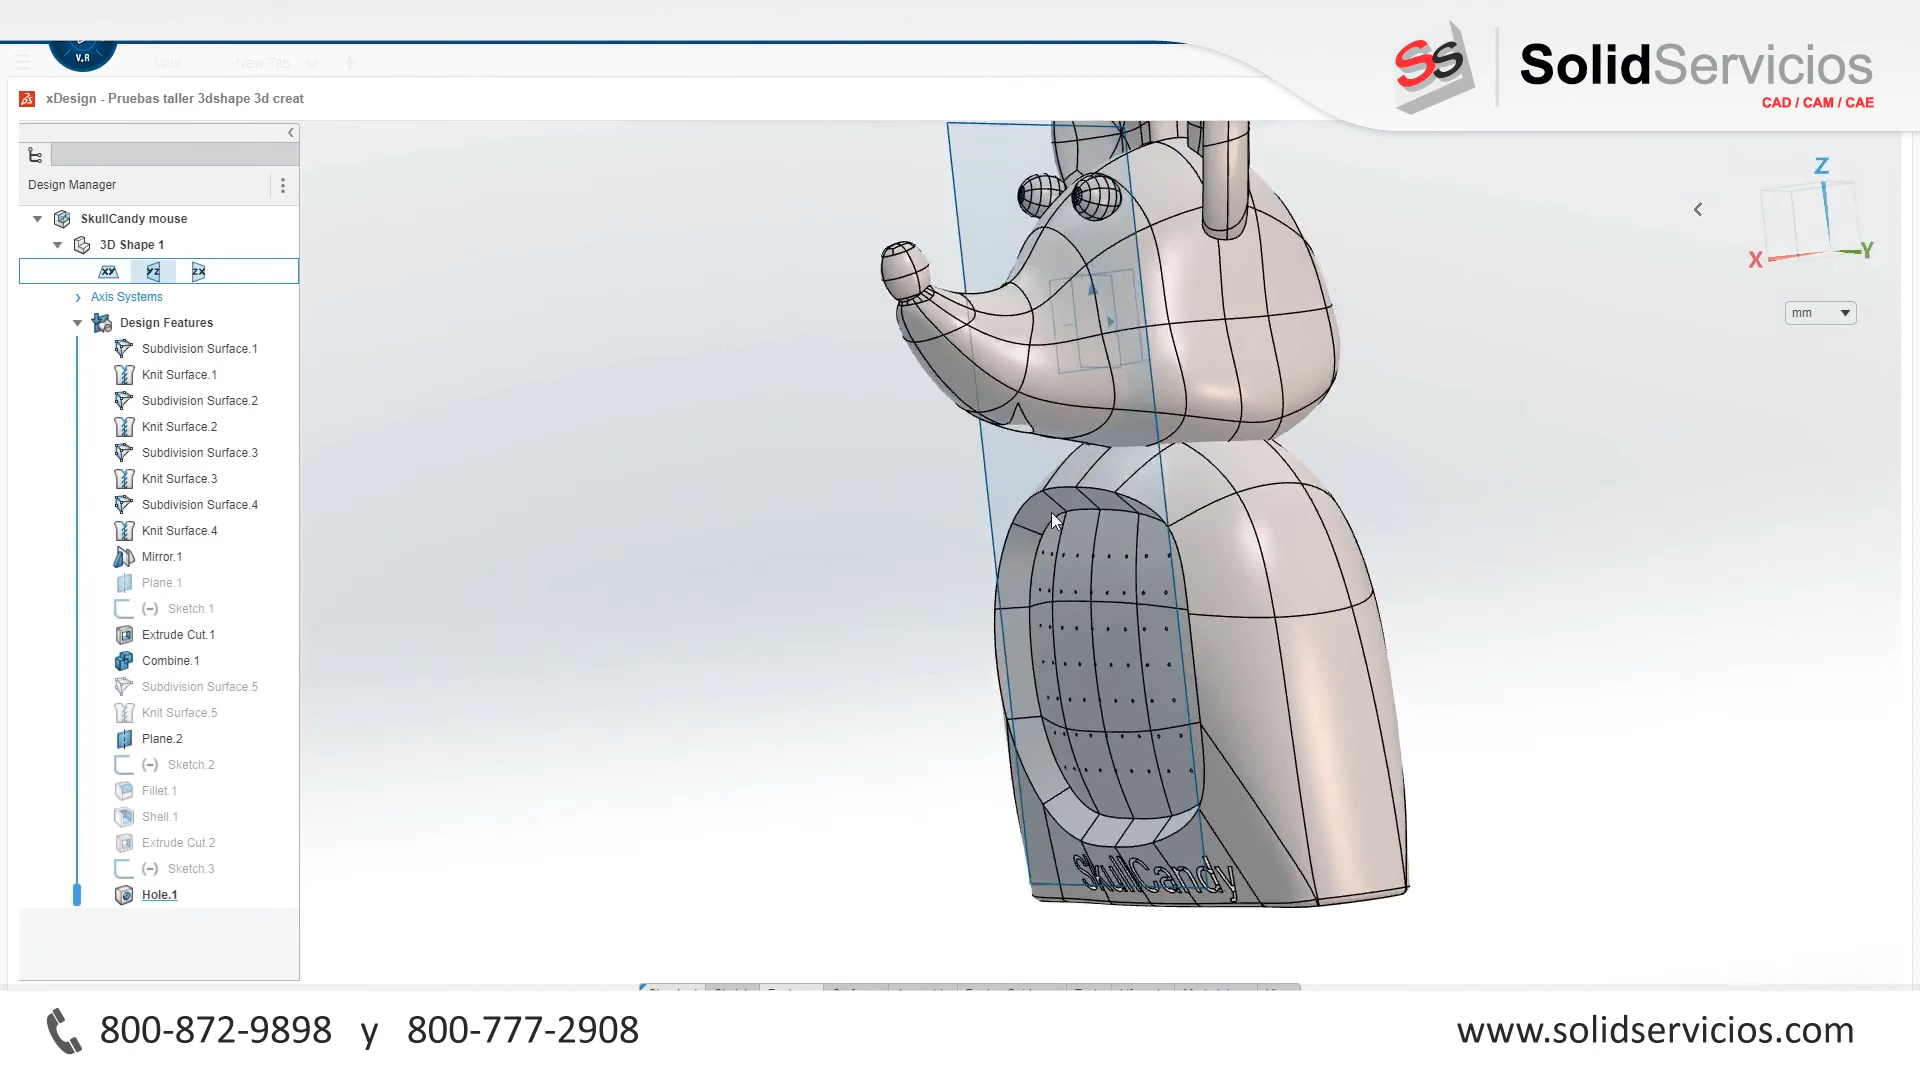 SS SolidServicios
CAD / CAM / CAE
V.R
Vaul New Tab
xDesign - Pruebas taller 3dshape 3d creat
Design Manager
SkullCandy mouse
3D Shape 1
XY YZ ZX
Axis Systems
Design Features
Subdivision Surface.1
Knit Surface.1
Subdivision Surface.2
Knit Surface.2
Subdivision Surface.3
Knit Surface.3
Subdivision Surface.4
Knit Surface.4
Mirror.1
Plane.1
(-) Sketch.1
Extrude Cut.1
Combine.1
Subdivision Surface.5
Knit Surface.5
Plane.2
(-) Sketch.2
Fillet.1
Shell.1
Extrude Cut.2
(-) Sketch.3
Hole.1
Z
X
Y
mm
SkullCandy
800-872-9898 y 800-777-2908
www.solidservicios.com